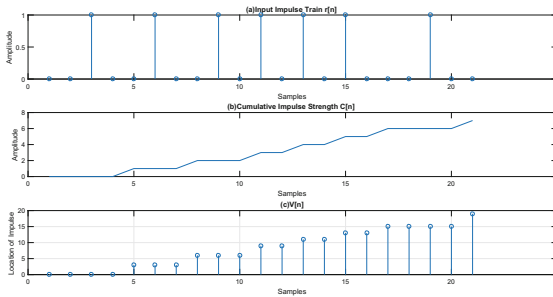 (a)Input Impulse Train r[n]
1
0.5
0
Amplitude
0 5 10 15 20
Samples
(b)Cumulative Impulse Strength C[n]
8
6
4
2
0
Amplitude
0 5 10 15 20
Samples
(c)V[n]
20
15
10
5
0
Location of Impulse
0 5 10 15 20
Samples